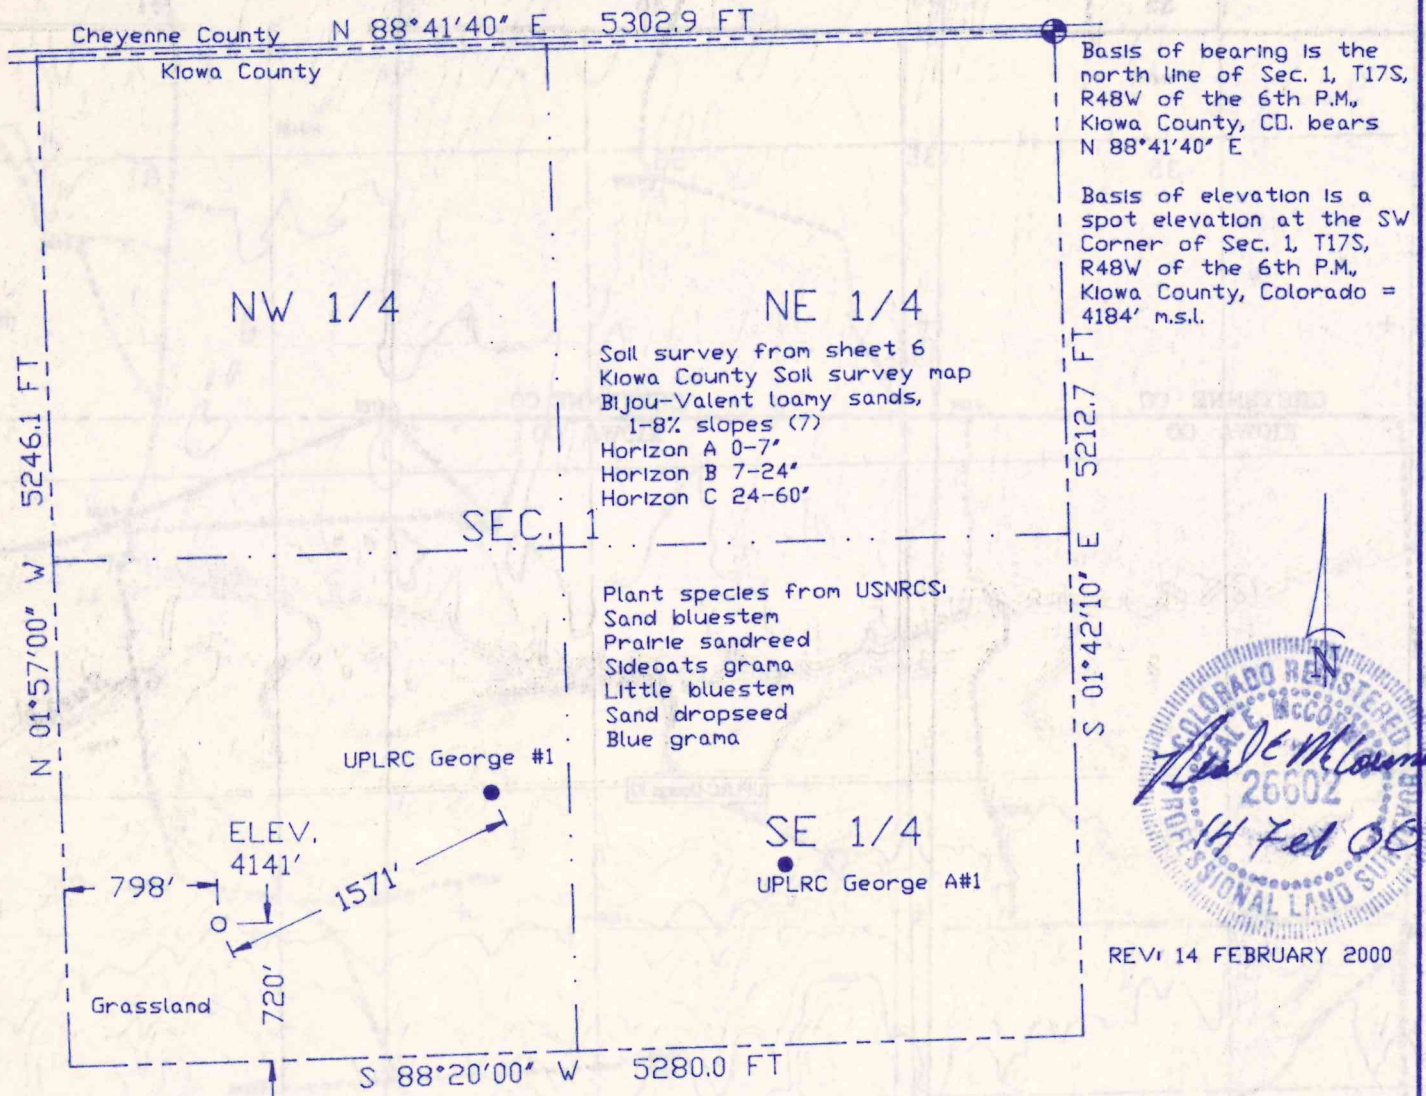 Cheyenne County N 88°41'40" E 5302.9 FT
Kiowa County
Basis of bearing is the
north line of Sec. 1, T17S,
R48W of the 6th P.M.,
Kiowa County, CO. bears
N 88°41'40" E
Basis of elevation is a
spot elevation at the SW
Corner of Sec. 1, T17S,
R48W of the 6th P.M.,
Kiowa County, Colorado =
4184' m.s.l.
NW 1/4
NE 1/4
Soil survey from sheet 6
Kiowa County Soil survey map
Bijou-Valent loamy sands,
1-8% slopes (7)
Horizon A 0-7"
Horizon B 7-24"
Horizon C 24-60"
N 01°57'00" W 5246.1 FT
S 01°42'10" E 5212.7 FT
SEC. 1
Plant species from USNRCS:
Sand bluestem
Prairie sandreed
Sideoats grama
Little bluestem
Sand dropseed
Blue grama
N
COLORADO REGISTERED
NEAL E. McCOR
26602
PROFESSIONAL LAND SUR
14 Feb 00
UPLRC George #1
ELEV.
4141'
798'
1571'
720'
SE 1/4
UPLRC George A#1
Grassland
REV: 14 FEBRUARY 2000
S 88°20'00" W 5280.0 FT
CHEYENNE CO
KIOWA CO